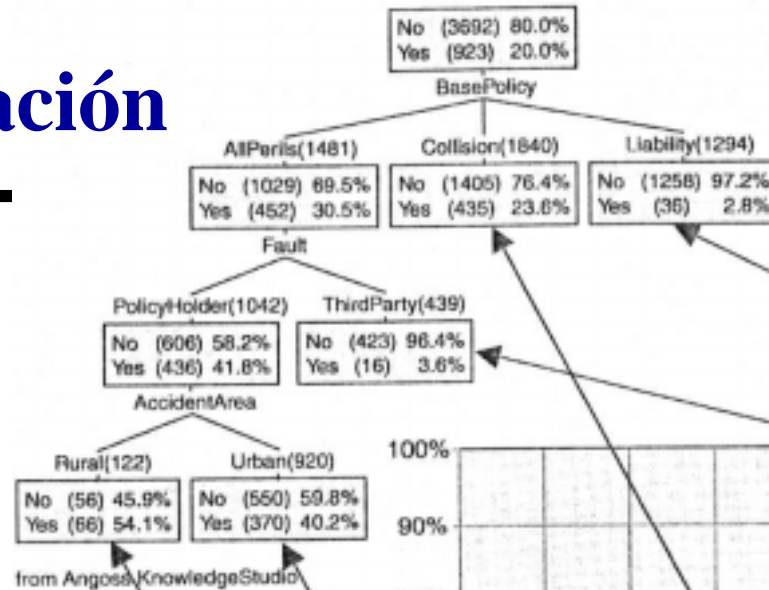 No (3692) 80.0%
Yes (923) 20.0%
BasePolicy
ación
AllPerils(1481) Collision(1840) Liability(1294)
No (1029) 69.5% No (1405) 76.4% No (1258) 97.2%
Yes (452) 30.5% Yes (435) 23.6% Yes (36) 2.8%
Fault
PolicyHolder(1042) ThirdParty(439)
No (606) 58.2% No (423) 96.4%
Yes (436) 41.8% Yes (16) 3.6%
AccidentArea
Rural(122) Urban(920)
No (56) 45.9% No (550) 59.8%
Yes (66) 54.1% Yes (370) 40.2%
100%
90%
from Angoss KnowledgeStudio